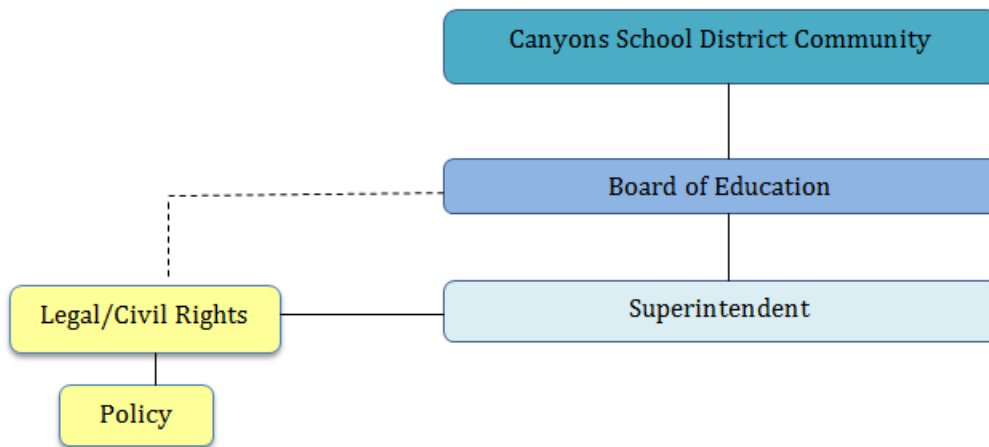 Canyons School District Community
Board of Education
Superintendent
Legal/Civil Rights
Policy